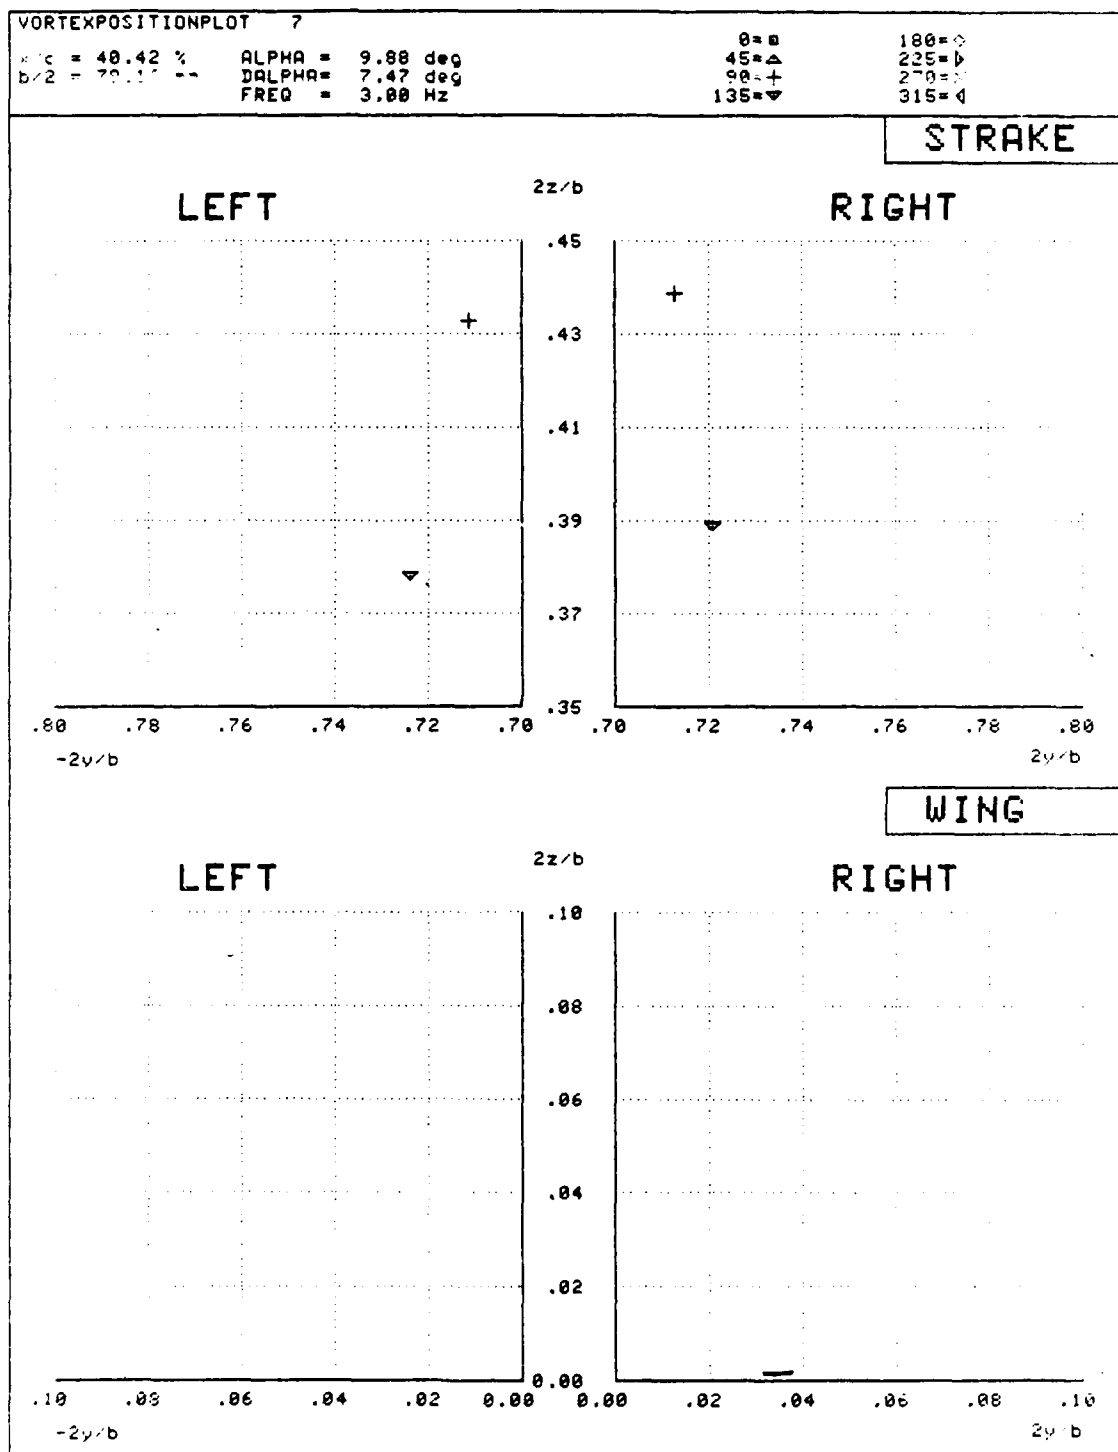 VORTEXPOSITIONPLOT 7
/c = 40.42 % ALPHA = 9.88 deg 0= 180=
b/2 = DALPHA= 7.47 deg 45= 225=
FREQ = 3.00 Hz 90=+ 270=
135= 315=
STRAKE
LEFT 2z/b RIGHT
.45
.43
.41
.39
.37
.35
.80 .78 .76 .74 .72 .70 .70 .72 .74 .76 .78 .80
-2y/b 2y/b
WING
LEFT 2z/b RIGHT
.10
.08
.06
.04
.02
0.00
.10 .08 .06 .04 .02 0.00 0.00 .02 .04 .06 .08 .10
-2y/b 2y/b